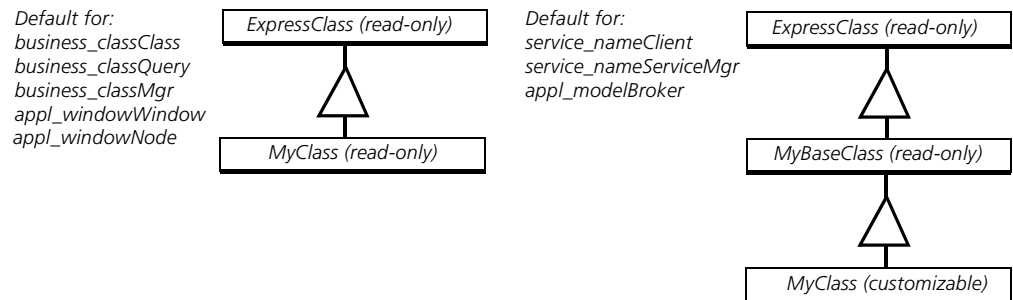 Default for:
business_classClass
business_classQuery
business_classMgr
appl_windowWindow
appl_windowNode
ExpressClass (read-only)
MyClass (read-only)
Default for:
service_nameClient
service_nameServiceMgr
appl_modelBroker
ExpressClass (read-only)
MyBaseClass (read-only)
MyClass (customizable)